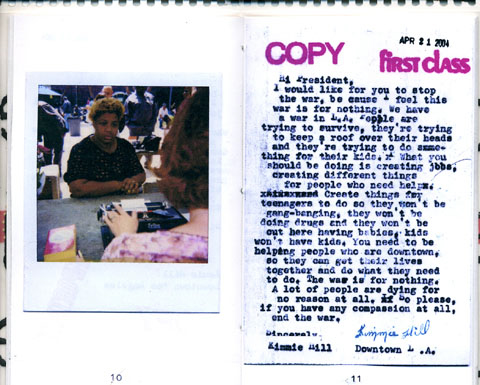 COPY
APR 21 2004
first class
Hi President,
I would like for you to stop
the war, be cause I feel this
war is for nothing. We have
a war in L.A. People are
trying to survive, they're trying
to keep a roof over their heads
and they're trying to do some-
thing for their kids. What you
should be doing is creating jobs,
creating different things
for people who need help.
Create things for
teenagers to do so they won't be
gang-banging, they won't be
doing drugs and they won't be
out here having babies. kids
won't have kids. You need to be
helping people who are downtown,
so they can get their lives
together and do what they need
to do. The war is for nothing.
A lot of people are dying for
no reason at all. So please,
if you have any compassion at all,
end the war.
Sincerely,
Kimmie Hill
Kimmie Hill
Downtown L .A.
10
11